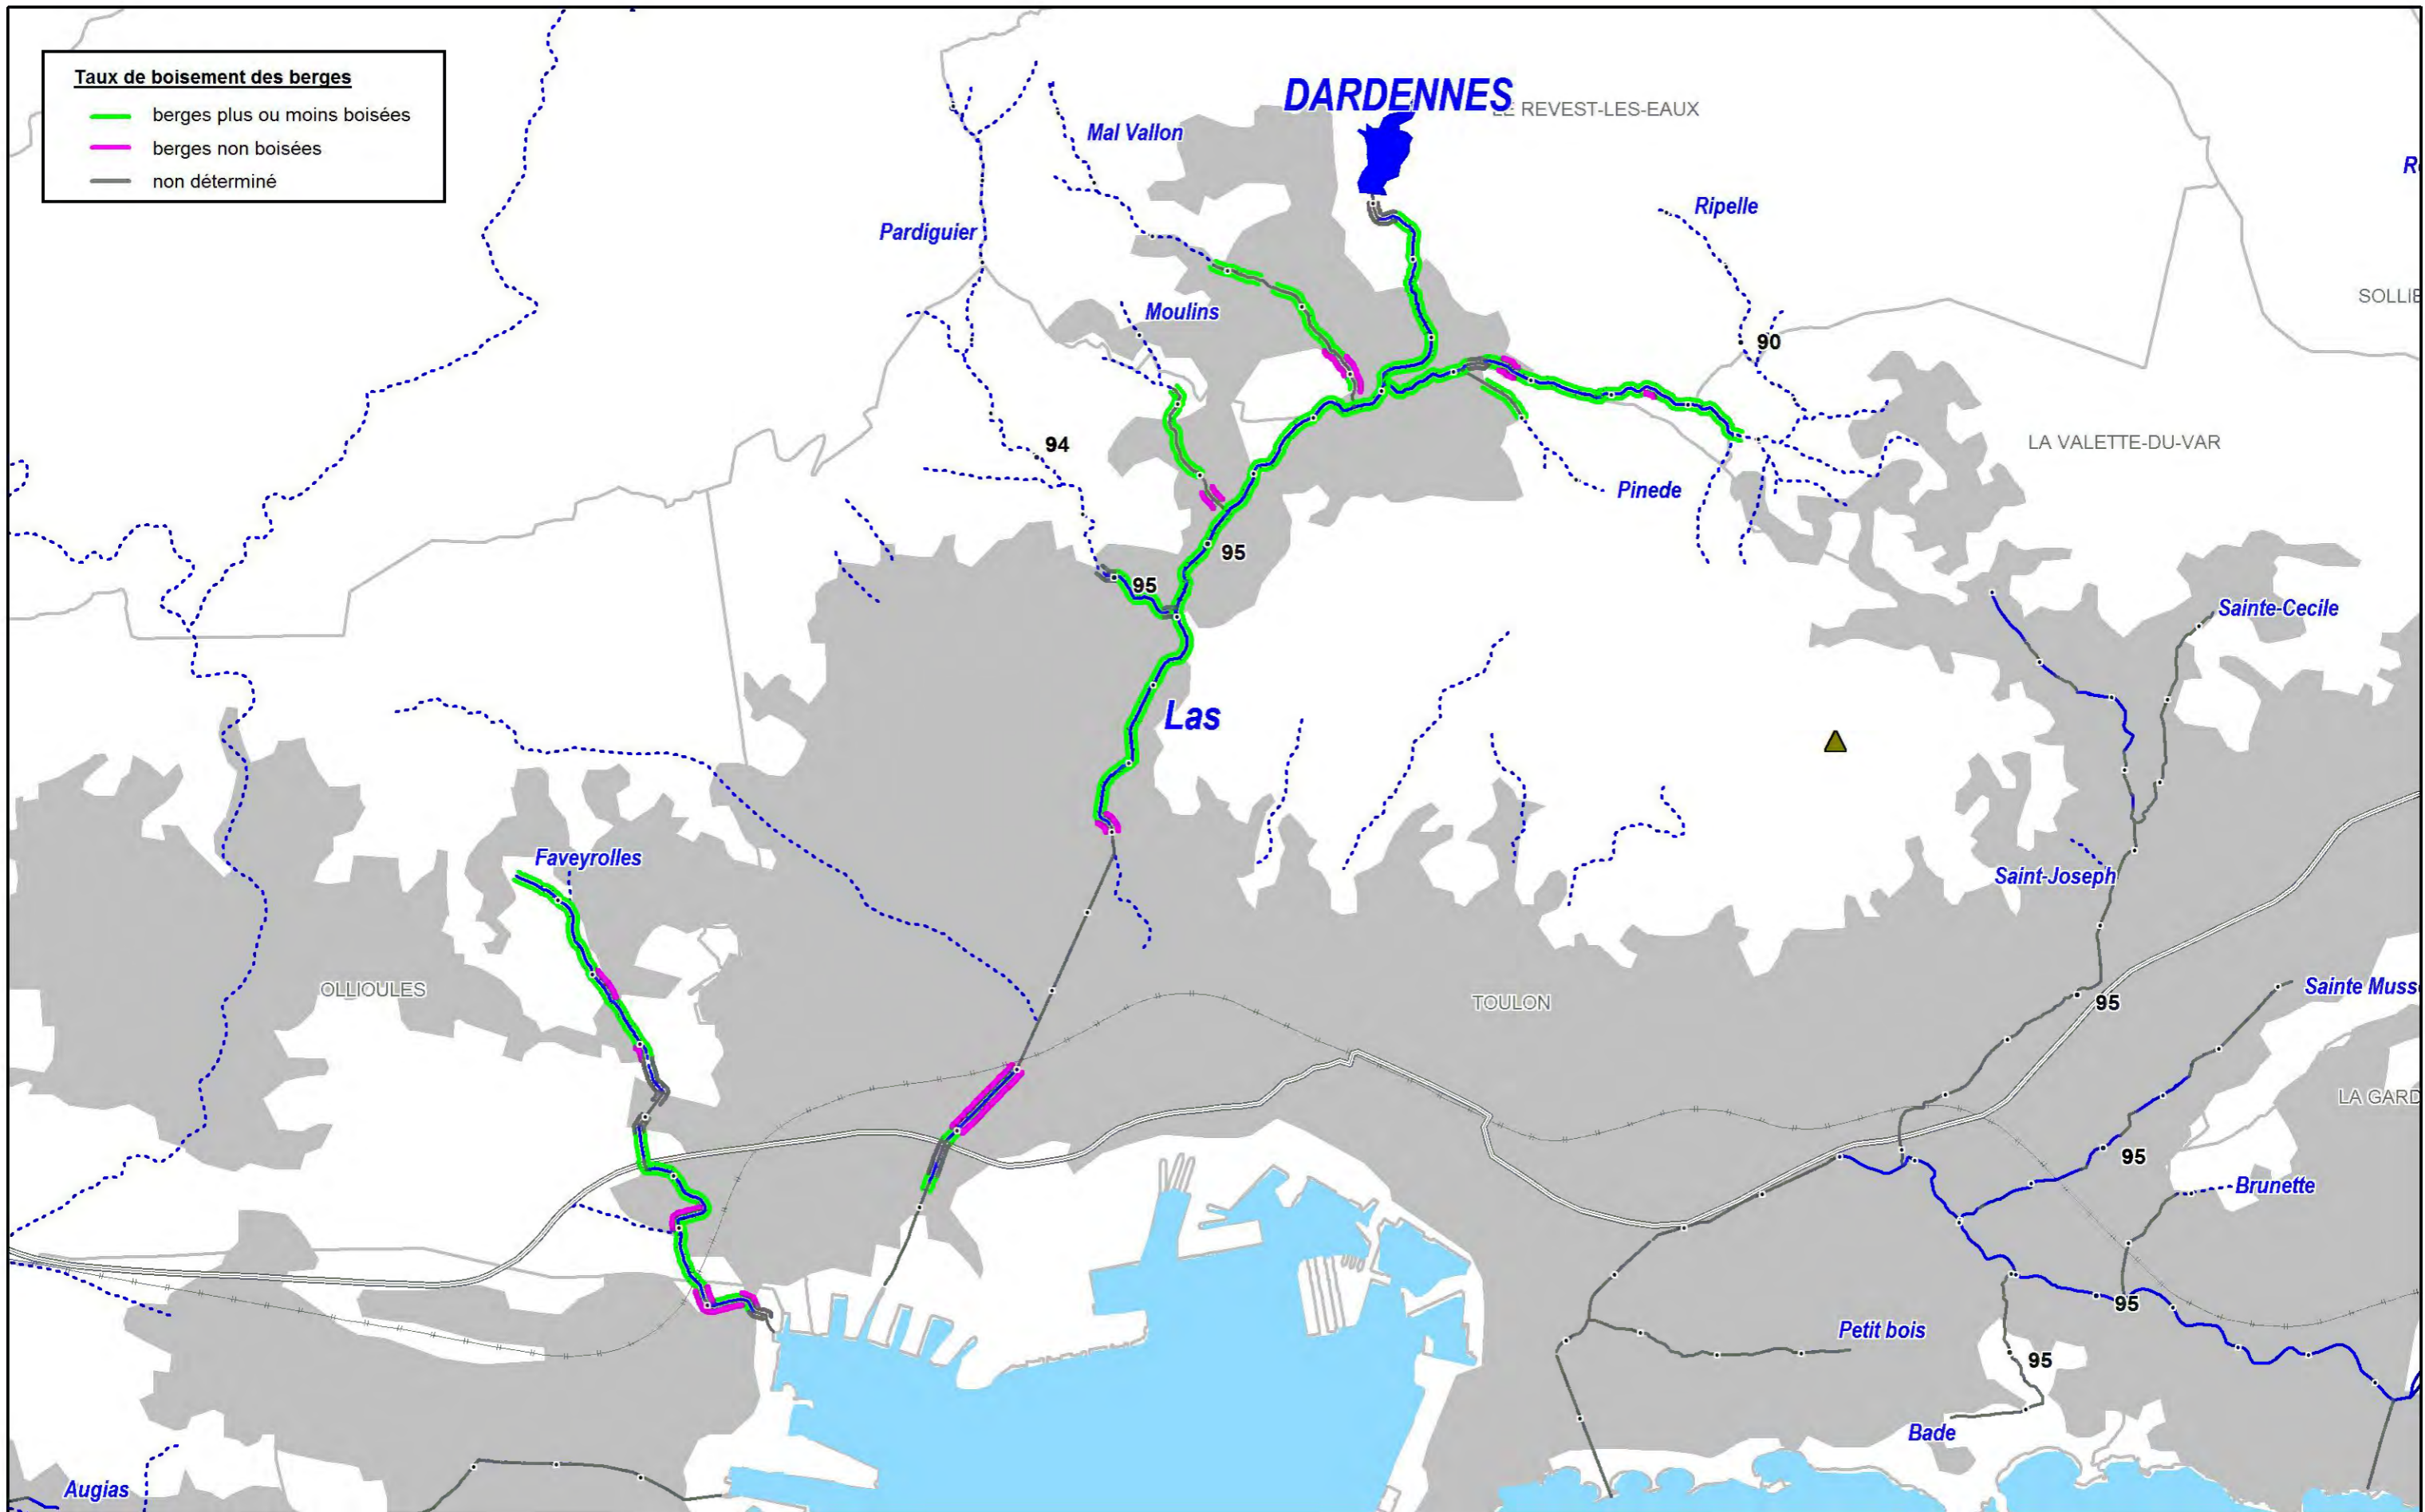 Taux de boisement des berges
berges plus ou moins boisées
berges non boisées
non déterminé
DARDENNES
LE REVEST-LES-EAUX
Mal Vallon
Ripelle
Pardiguier
SOLLIE
Moulins
90
94
LA VALETTE-DU-VAR
Pinede
95
95
Sainte-Cecile
Las
Faveyrolles
Saint-Joseph
OLLIOULES
TOULON
95
Sainte Muss
LA GARD
95
Brunette
95
Petit bois
95
Bade
Augias